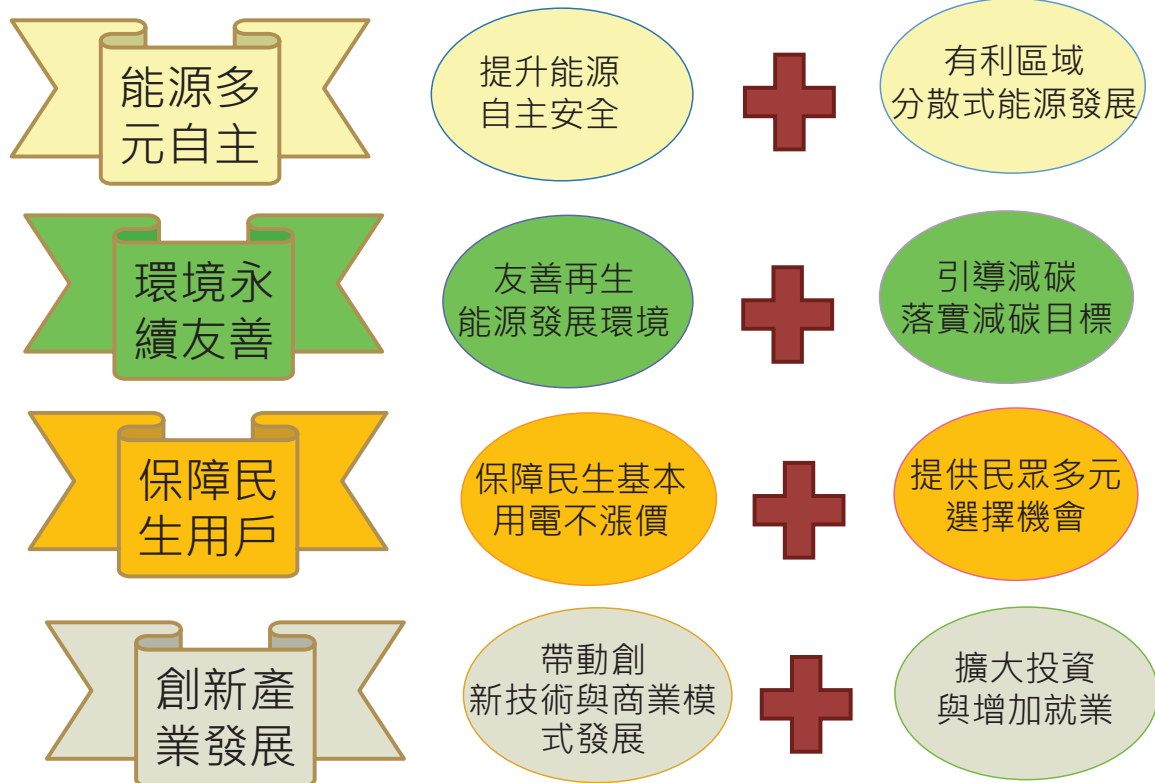 能源多
元自主
提升能源
自主安全
有利區域
分散式能源發展
環境永
續友善
友善再生
能源發展環境
引導減碳
落實減碳目標
保障民
生用戶
保障民生基本
用電不漲價
提供民眾多元
選擇機會
創新產
業發展
帶動創
新技術與商業模
式發展
擴大投資
與增加就業